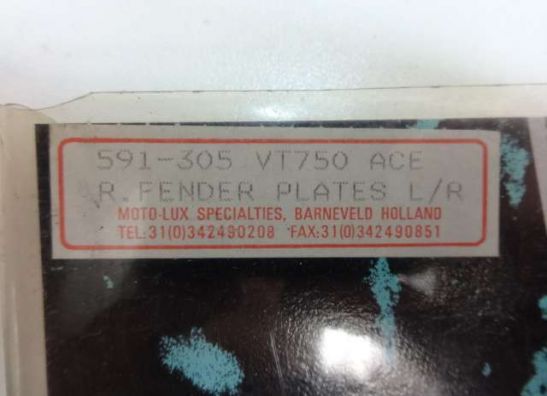 591-305 VT750 ACE
R.FENDER PLATES L/R
MOTO-LUX SPECIALTIES, BARNEVELD HOLLAND
TEL:31(0)342490208 FAX:31(0)342490851